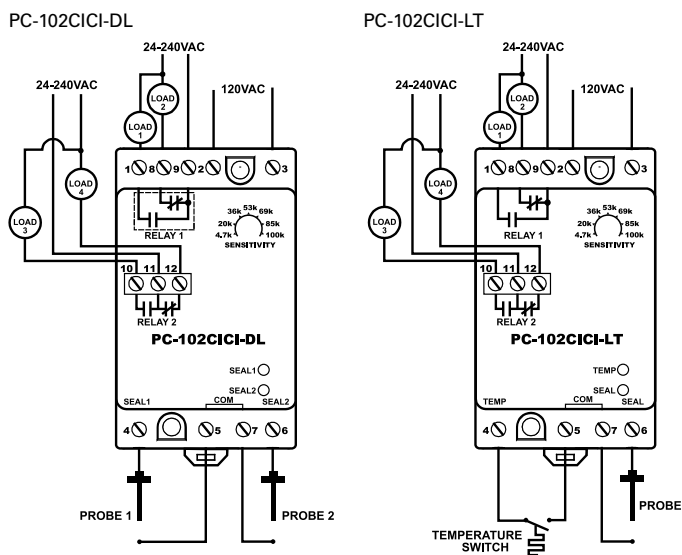 PC-102CICI-DL
24-240VAC
24-240VAC
120VAC
LOAD 2
LOAD 1
LOAD 4
LOAD 3
1 8 9 2 3
RELAY 1
36k 53k 69k
20k 85k
4.7k 100k
SENSITIVITY
10 11 12
RELAY 2
PC-102CICI-DL
SEAL1
SEAL2
SEAL1 COM SEAL2
4 5 7 6
PROBE 1
PROBE 2
PC-102CICI-LT
24-240VAC
24-240VAC
120VAC
LOAD 2
LOAD 1
LOAD 4
LOAD 3
1 8 9 2 3
RELAY 1
36k 53k 69k
20k 85k
4.7k 100k
SENSITIVITY
10 11 12
RELAY 2
PC-102CICI-LT
TEMP
SEAL
TEMP COM SEAL
4 5 7 6
PROBE
TEMPERATURE
SWITCH